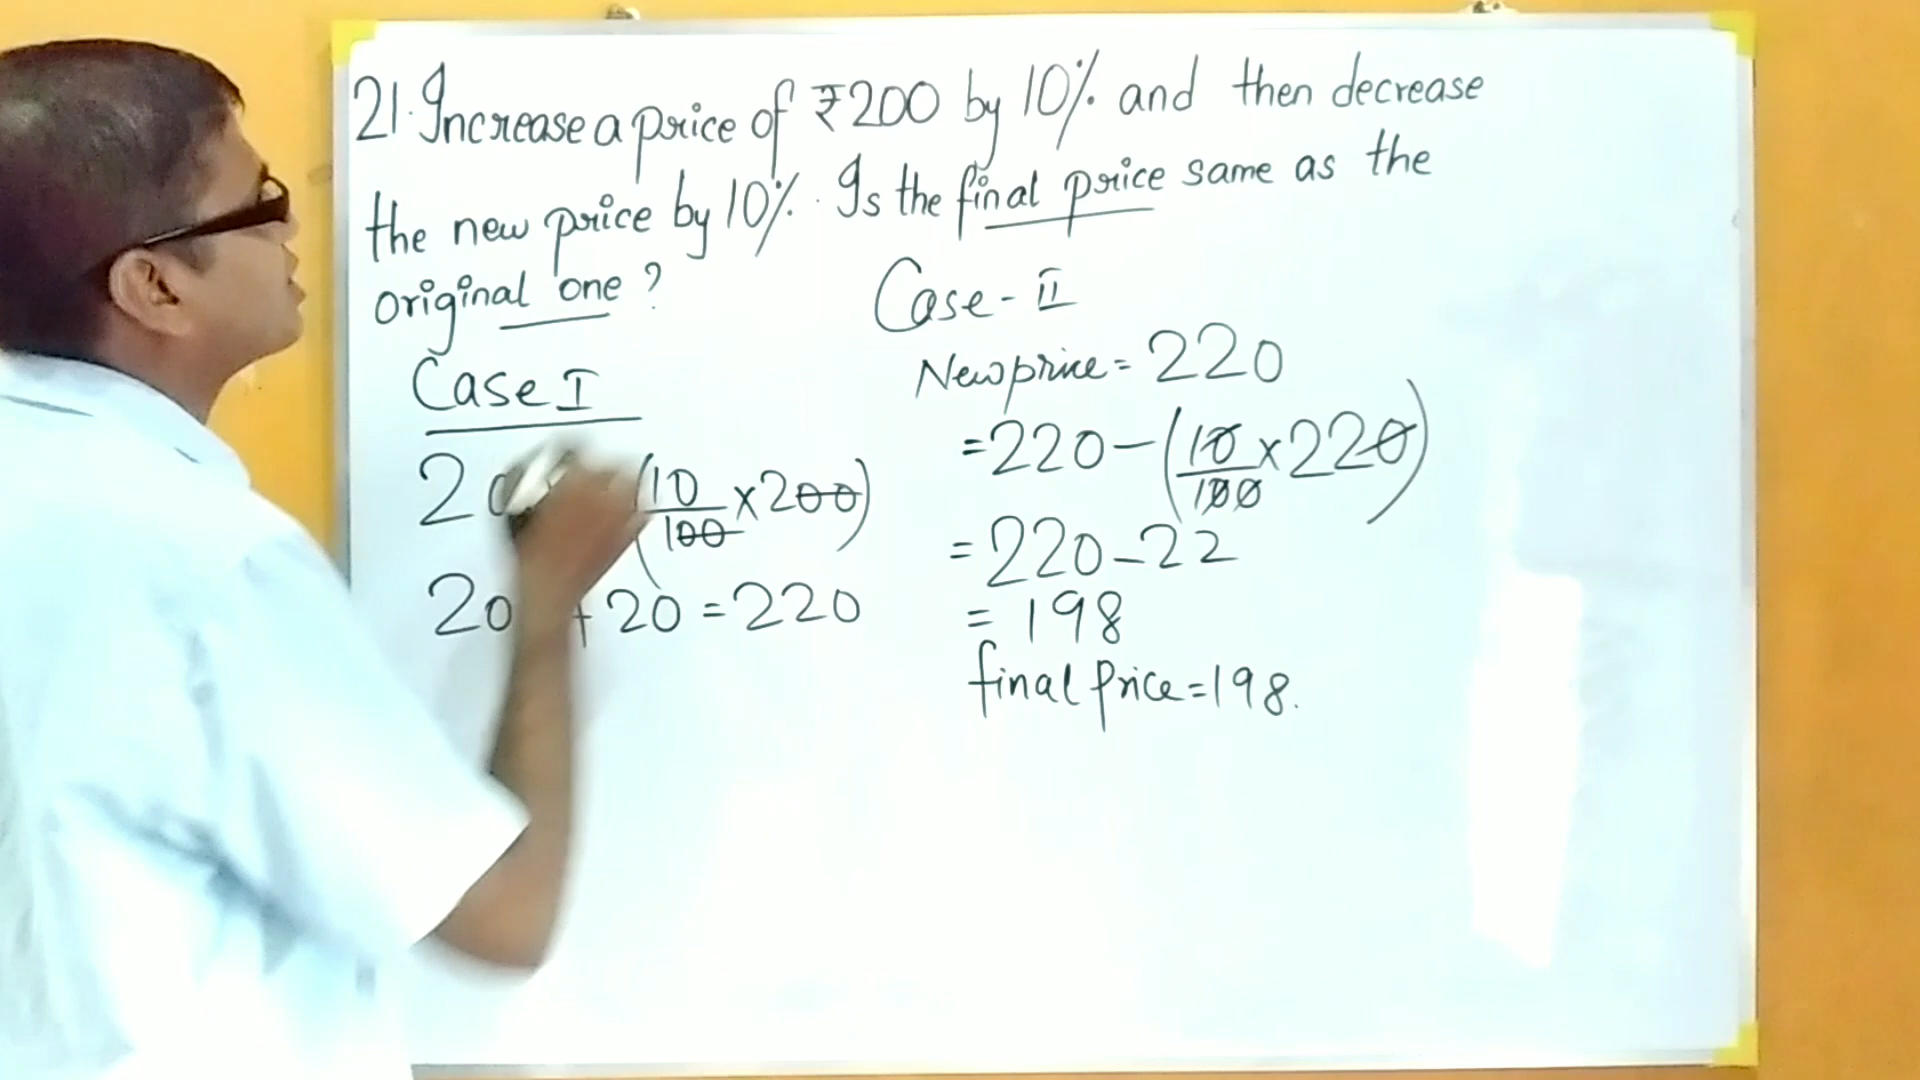 21. Increase a price of ₹200 by 10% and then decrease
the new price by 10%. Is the final price same as the
original one?
Case I
(10/100 × 200)
20 + 20 = 220
Case - II
New price = 220
= 220 - (10/100 × 220)
= 220 - 22
= 198
final price = 198.